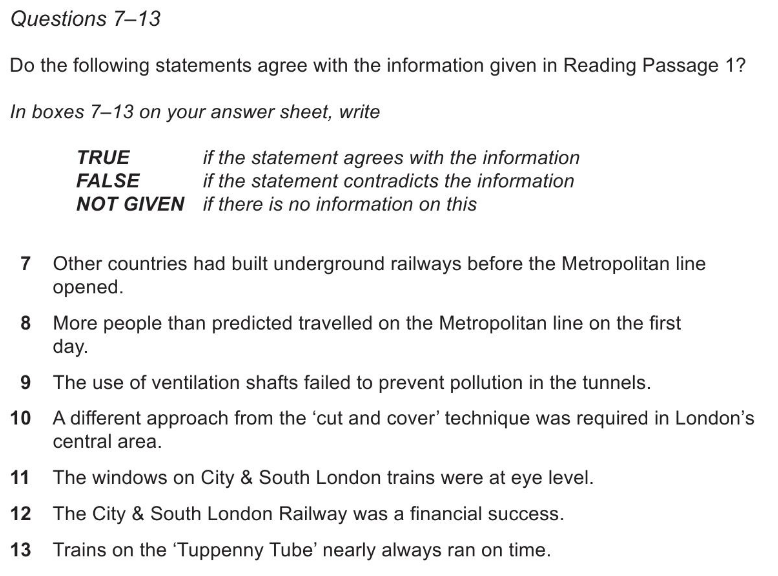 Questions 7–13
Do the following statements agree with the information given in Reading Passage 1?
In boxes 7–13 on your answer sheet, write
TRUE if the statement agrees with the information
FALSE if the statement contradicts the information
NOT GIVEN if there is no information on this
7 Other countries had built underground railways before the Metropolitan line
opened.
8 More people than predicted travelled on the Metropolitan line on the first
day.
9 The use of ventilation shafts failed to prevent pollution in the tunnels.
10 A different approach from the ‘cut and cover’ technique was required in London’s
central area.
11 The windows on City & South London trains were at eye level.
12 The City & South London Railway was a financial success.
13 Trains on the ‘Tuppenny Tube’ nearly always ran on time.